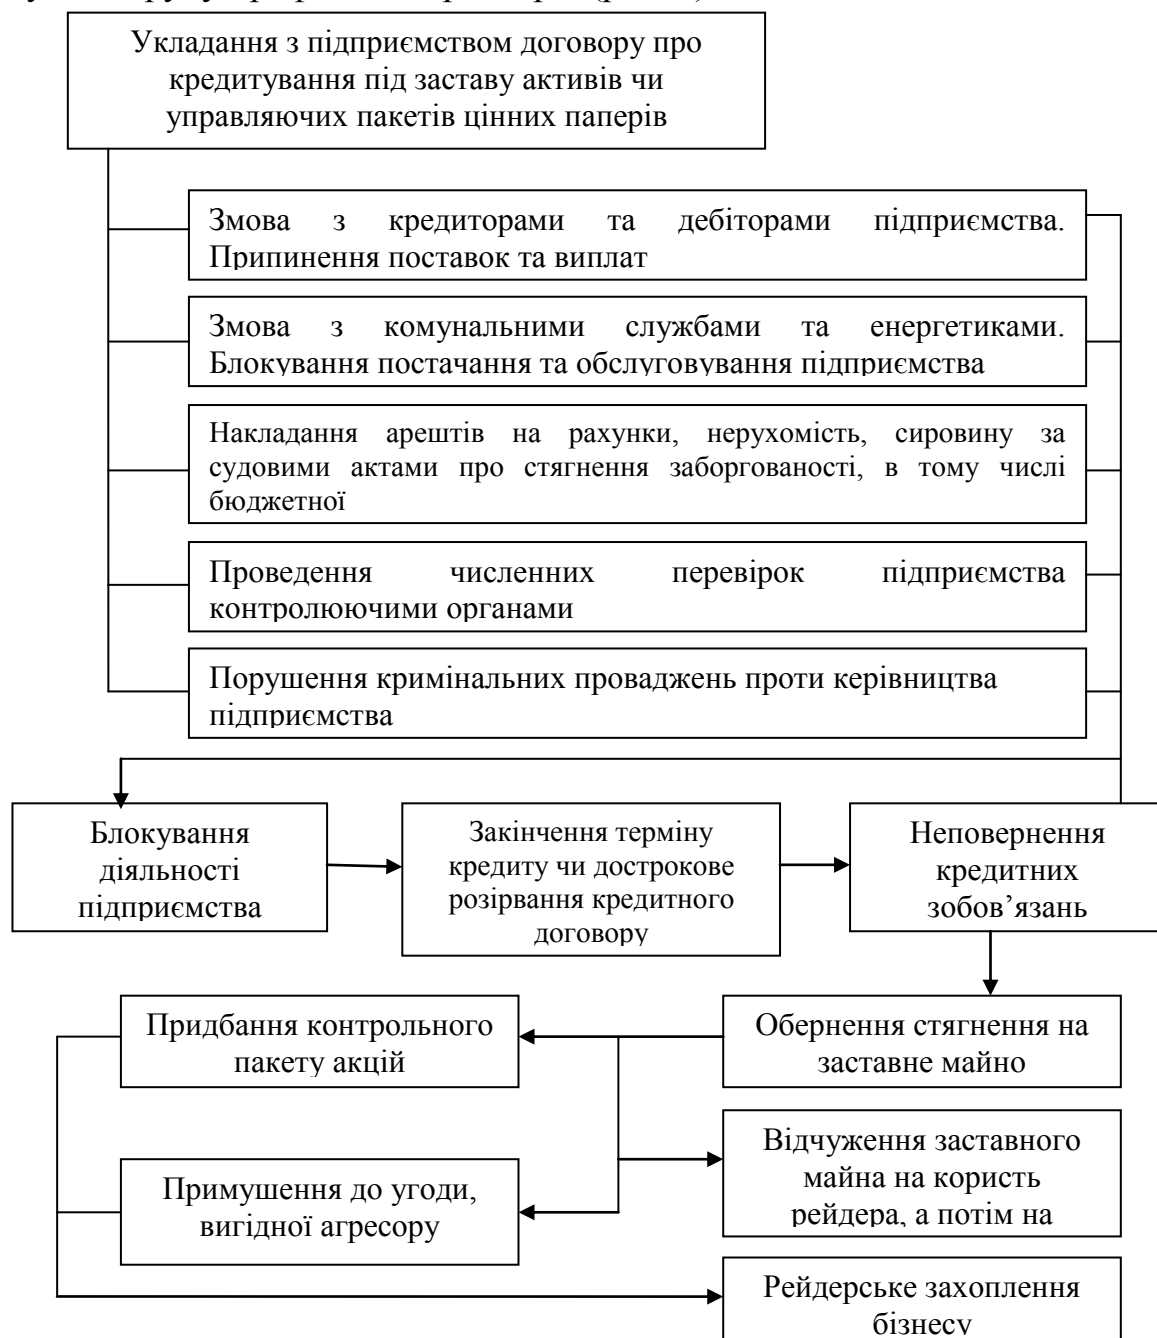 Укладання з підприємством договору про
кредитування під заставу активів чи
управляючих пакетів цінних паперів
Змова з кредиторами та дебіторами підприємства.
Припинення поставок та виплат
Змова з комунальними службами та енергетиками.
Блокування постачання та обслуговування підприємства
Накладання арештів на рахунки, нерухомість, сировину за
судовими актами про стягнення заборгованості, в тому числі
бюджетної
Проведення численних перевірок підприємства
контролюючими органами
Порушення кримінальних проваджень проти керівництва
підприємства
Блокування
діяльності
підприємства
Закінчення терміну
кредиту чи дострокове
розірвання кредитного
договору
Неповернення
кредитних
зобов’язань
Придбання контрольного
пакету акцій
Обернення стягнення на
заставне майно
Примушення до угоди,
вигідної агресору
Відчуження заставного
майна на користь
рейдера, а потім на
Рейдерське захоплення
бізнесу